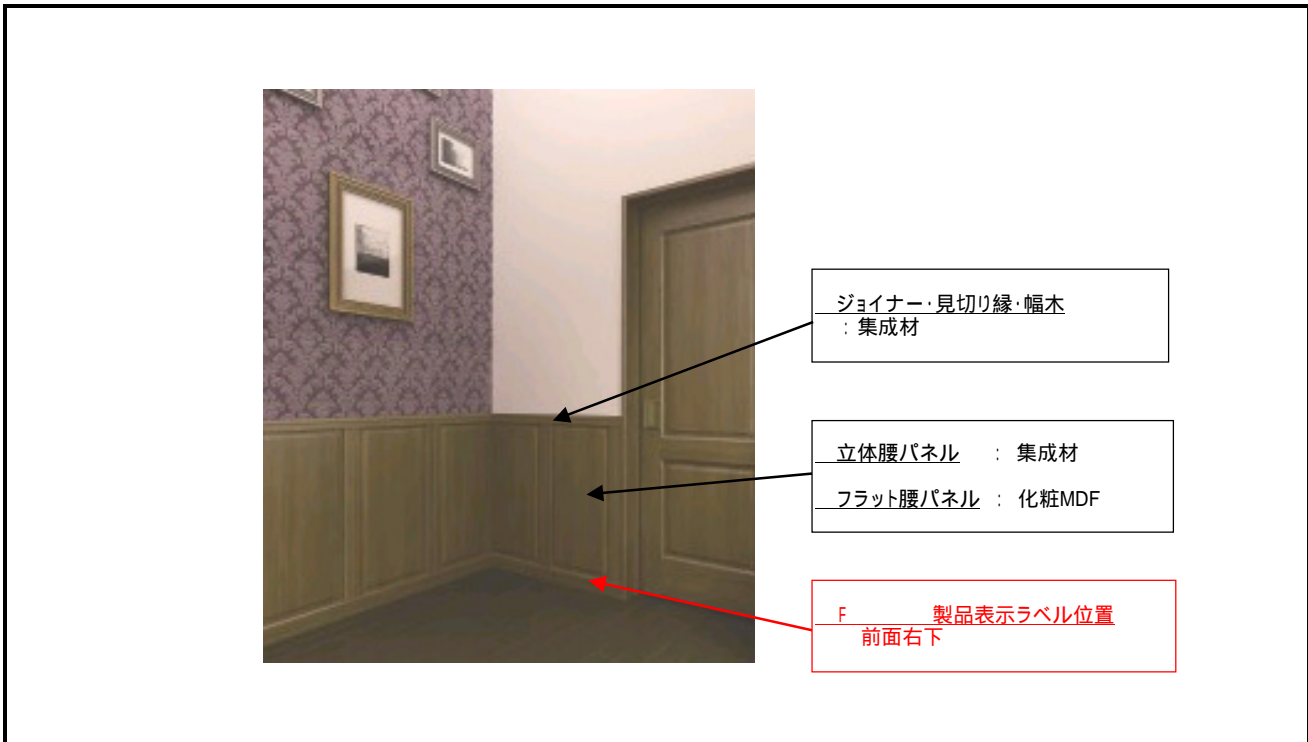 ジョイナー・見切り縁・幅木
: 集成材
立体腰パネル : 集成材
フラット腰パネル : 化粧MDF
F 製品表示ラベル位置
前面右下